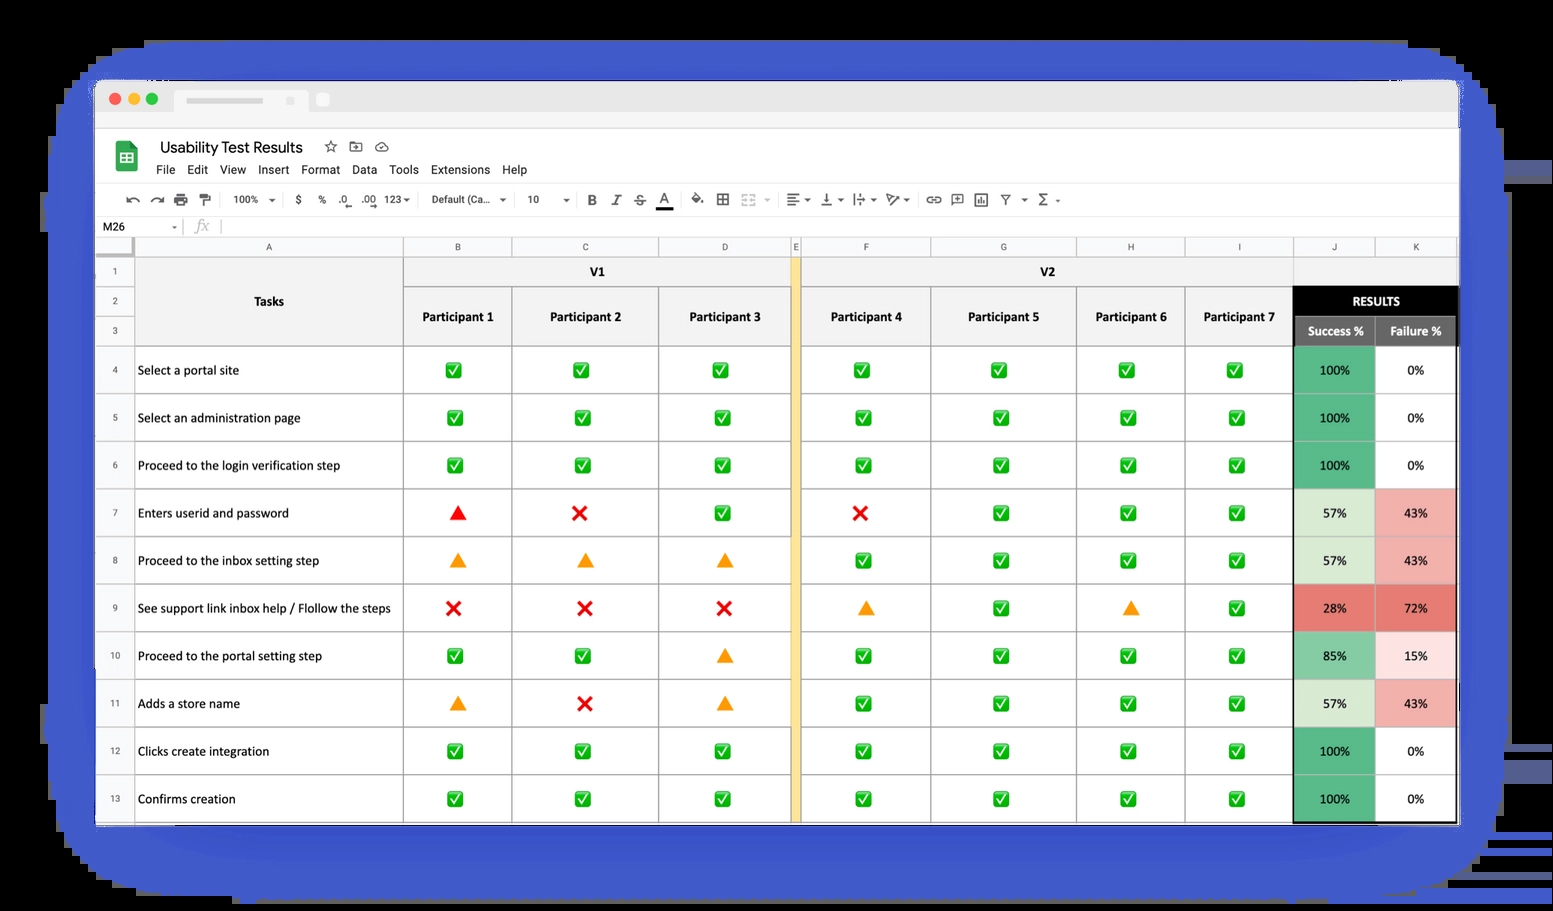 Usability Test Results
File Edit View Insert Format Data Tools Extensions Help
100% $ % .0 .00 123 Default (Ca... 10 B I S A Σ
M26 fx
A B C D E F G H I J K
1 V1 V2
2 Tasks Participant 1 Participant 2 Participant 3 Participant 4 Participant 5 Participant 6 Participant 7 RESULTS
3 Success % Failure %
4 Select a portal site 100% 0%
5 Select an administration page 100% 0%
6 Proceed to the login verification step 100% 0%
7 Enters userid and password 57% 43%
8 Proceed to the inbox setting step 57% 43%
9 See support link inbox help / Flollow the steps 28% 72%
10 Proceed to the portal setting step 85% 15%
11 Adds a store name 57% 43%
12 Clicks create integration 100% 0%
13 Confirms creation 100% 0%